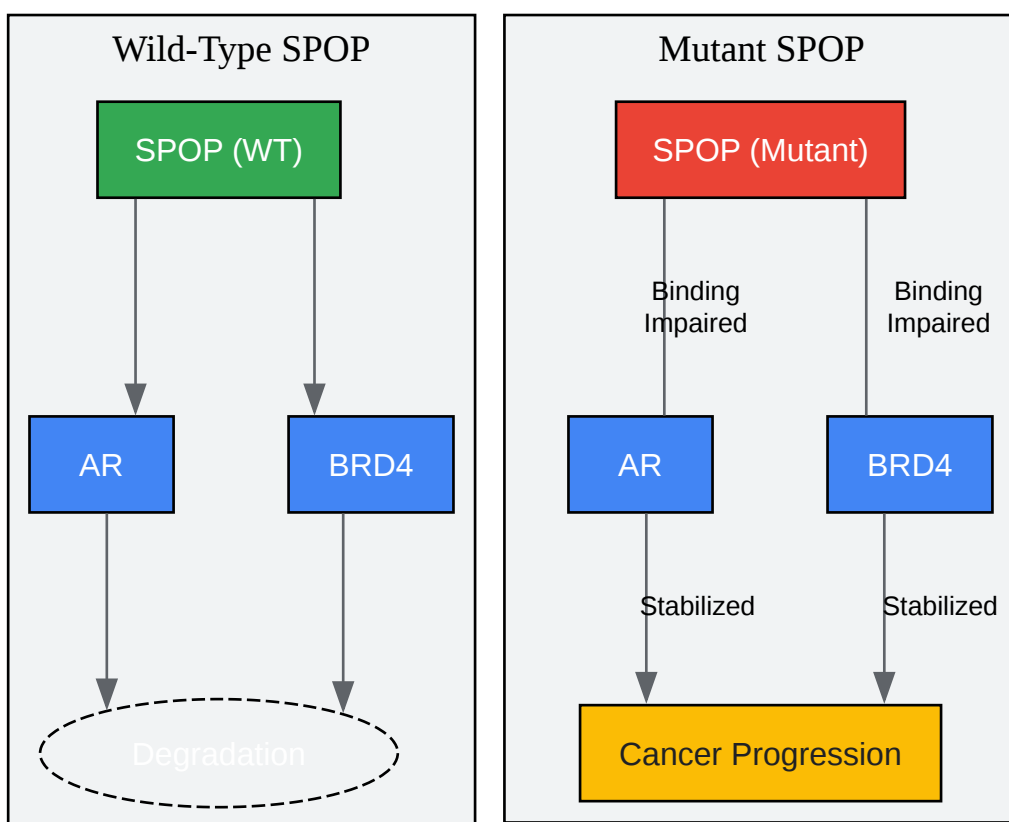 Wild-Type SPOP
SPOP (WT)
AR
BRD4
Degradation
Mutant SPOP
SPOP (Mutant)
Binding
Impaired
Binding
Impaired
AR
BRD4
Stabilized
Stabilized
Cancer Progression